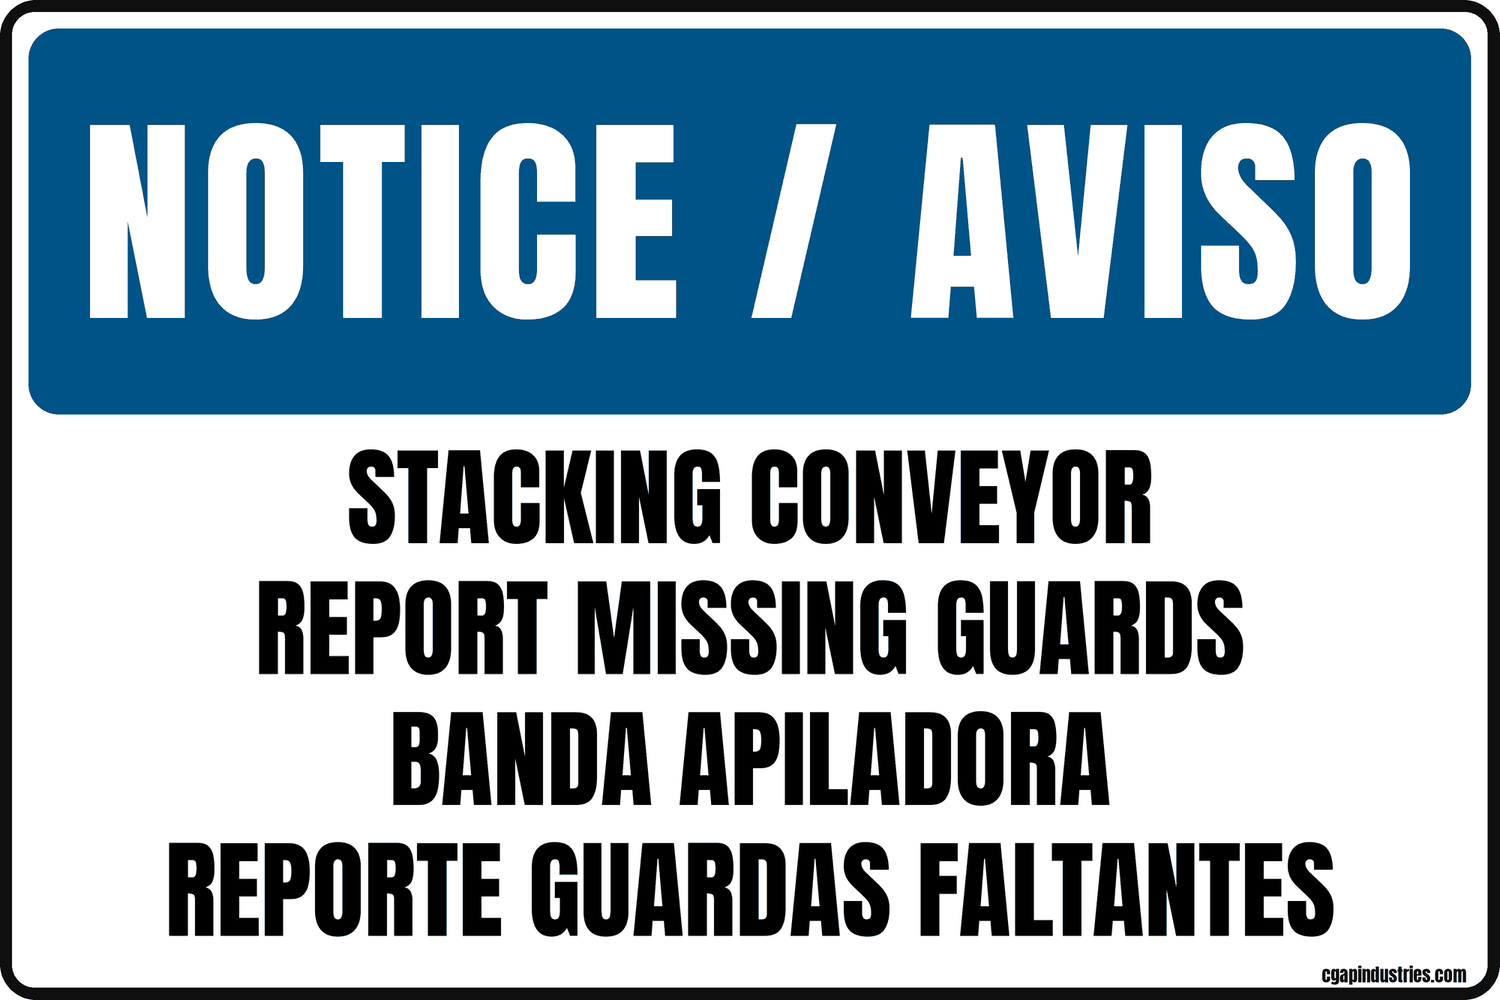 NOTICE / AVISO
STACKING CONVEYOR
REPORT MISSING GUARDS
BANDA APILADORA
REPORTE GUARDAS FALTANTES
cgapindustries.com